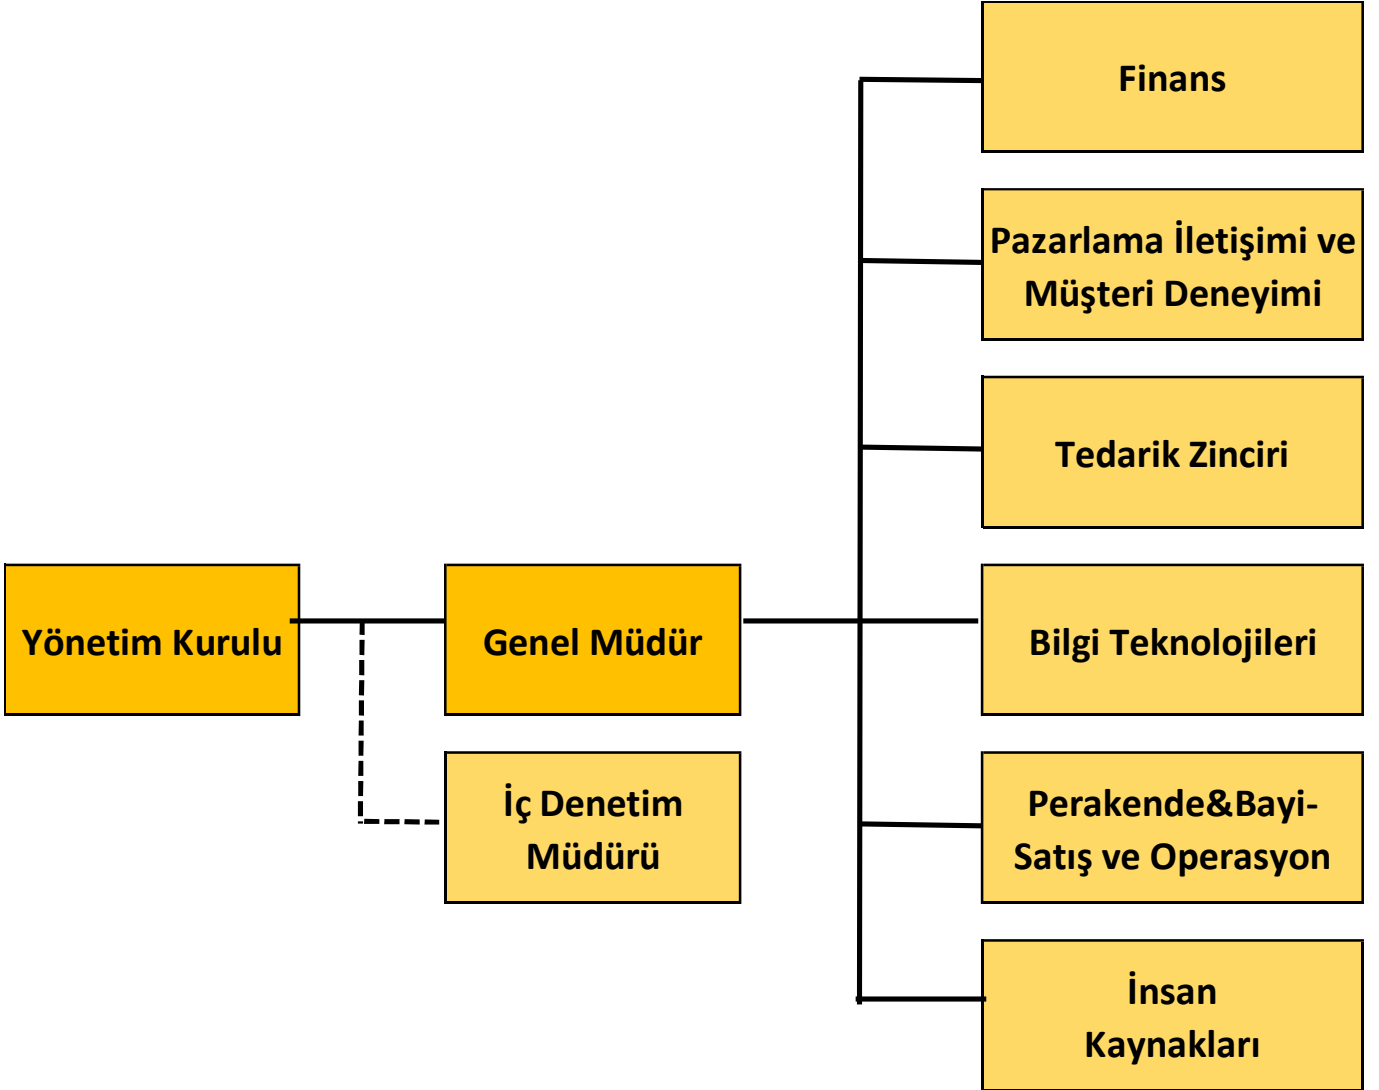 Finans
Pazarlama İletişimi ve
Müşteri Deneyimi
Tedarik Zinciri
Yönetim Kurulu
Genel Müdür
Bilgi Teknolojileri
İç Denetim
Müdürü
Perakende&Bayi-
Satış ve Operasyon
İnsan
Kaynakları